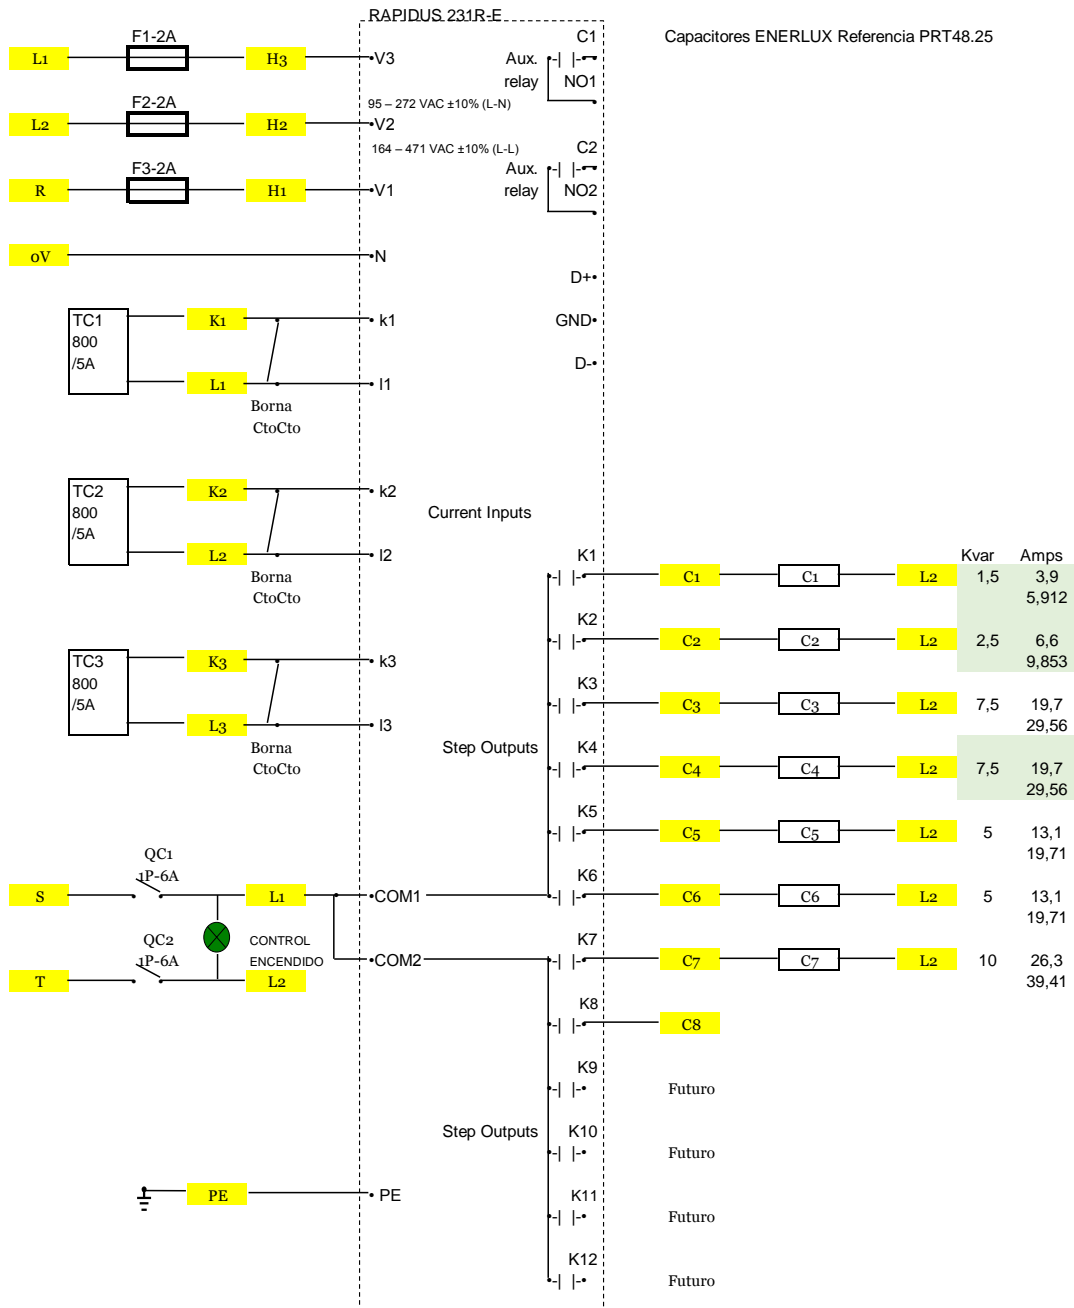 RAPIDUS 231R-E
F1-2A
C1
Capacitores ENERLUX Referencia PRT48.25
L1
H3
V3
Aux.
relay
NO1
F2-2A
95 – 272 VAC ±10% (L-N)
L2
H2
V2
164 – 471 VAC ±10% (L-L)
C2
F3-2A
Aux.
relay
NO2
R
H1
V1
0V
N
D+
TC1
800
/5A
K1
k1
GND
D-
L1
l1
Borna
CtoCto
TC2
800
/5A
K2
k2
Current Inputs
L2
l2
Borna
CtoCto
K1
Kvar Amps
C1 C1 L2 1,5 3,9
5,912
K2
C2 C2 L2 2,5 6,6
9,853
TC3
800
/5A
K3
k3
L3
l3
Borna
CtoCto
K3
C3 C3 L2 7,5 19,7
29,56
Step Outputs
K4
C4 C4 L2 7,5 19,7
29,56
K5
C5 C5 L2 5 13,1
19,71
QC1
1P-6A
S
L1
COM1
K6
C6 C6 L2 5 13,1
19,71
QC2
1P-6A
CONTROL
ENCENDIDO
T
L2
COM2
K7
C7 C7 L2 10 26,3
39,41
K8
C8
K9
Futuro
Step Outputs
K10
Futuro
PE
PE
K11
Futuro
K12
Futuro